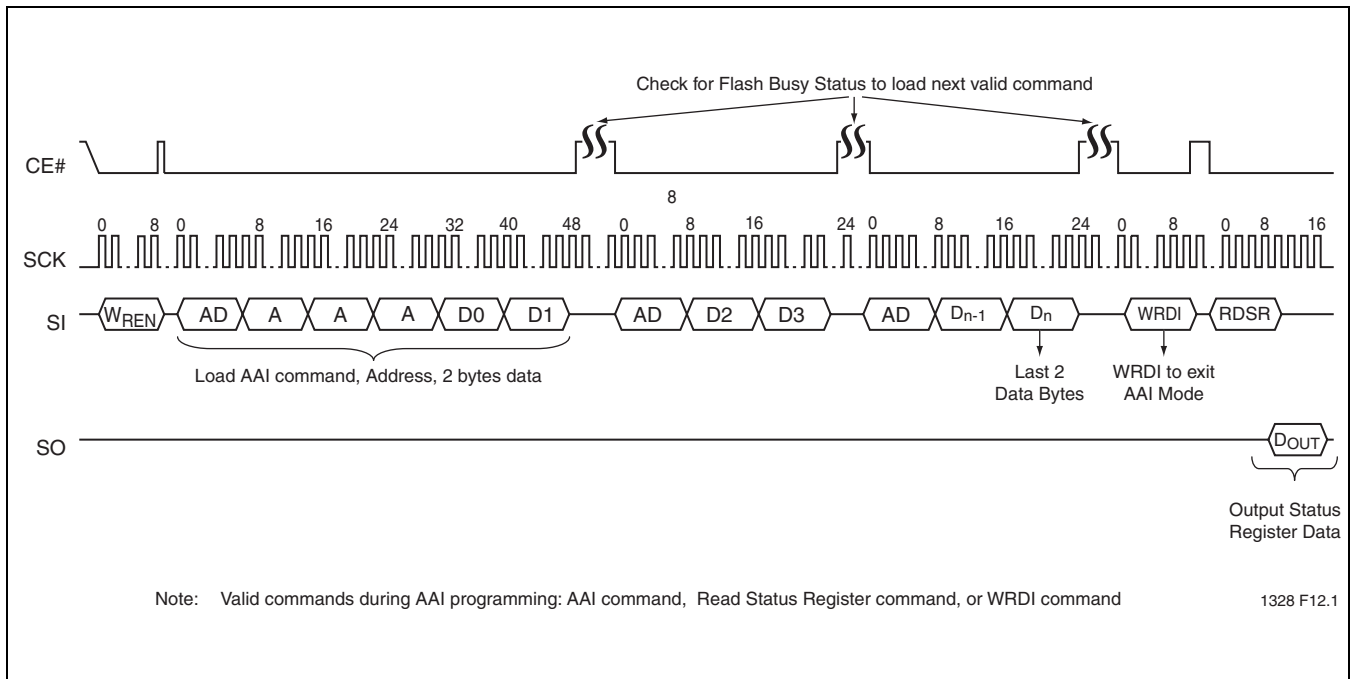 Check for Flash Busy Status to load next valid command
CE#
8
0 8 0 8 16 24 32 40 48 0 8 16 24 0 8 16 24 0 8 0 8 16
SCK
SI WREN AD A A A D0 D1 AD D2 D3 AD Dn-1 Dn WRDI RDSR
Load AAI command, Address, 2 bytes data
Last 2
Data Bytes
WRDI to exit
AAI Mode
SO DOUT
Output Status
Register Data
Note: Valid commands during AAI programming: AAI command, Read Status Register command, or WRDI command
1328 F12.1